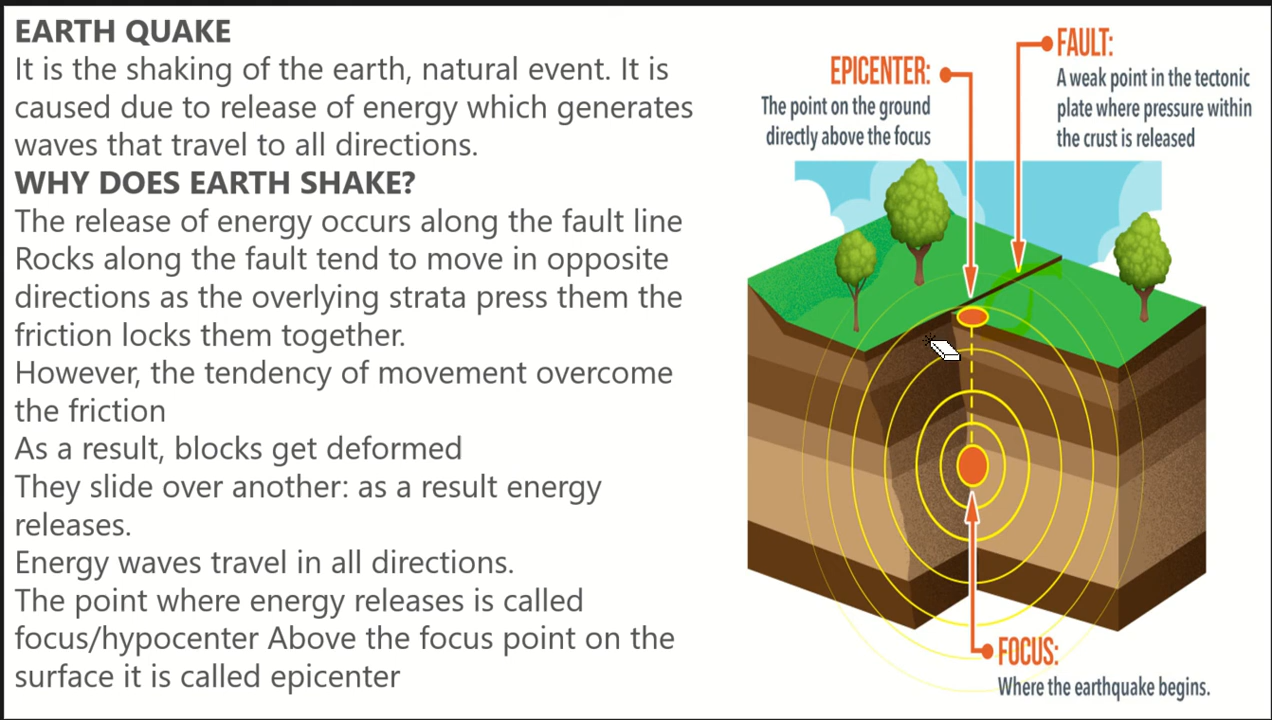 EARTH QUAKE
It is the shaking of the earth, natural event. It is
caused due to release of energy which generates
waves that travel to all directions.
WHY DOES EARTH SHAKE?
The release of energy occurs along the fault line
Rocks along the fault tend to move in opposite
directions as the overlying strata press them the
friction locks them together.
However, the tendency of movement overcome
the friction
As a result, blocks get deformed
They slide over another: as a result energy
releases.
Energy waves travel in all directions.
The point where energy releases is called
focus/hypocenter Above the focus point on the
surface it is called epicenter
EPICENTER:
The point on the ground
directly above the focus
FAULT:
A weak point in the tectonic
plate where pressure within
the crust is released
FOCUS:
Where the earthquake begins.